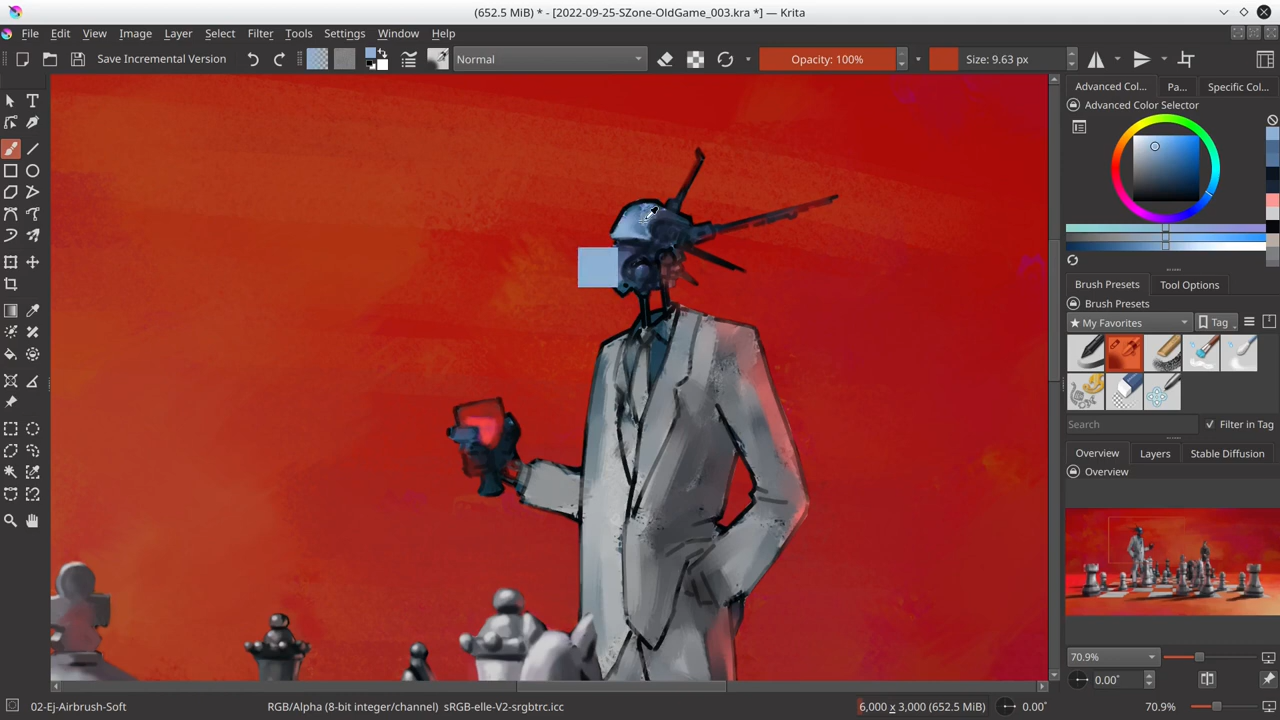 (652.5 MiB) * - [2022-09-25-SZone-OldGame_003.kra *] — Krita
File Edit View Image Layer Select Filter Tools Settings Window Help
Save Incremental Version Normal Opacity: 100% Size: 9.63 px
Advanced Col... Pa... Specific Col...
Advanced Color Selector
Brush Presets Tool Options
Brush Presets
★ My Favorites Tag
Search Filter in Tag
Overview Layers Stable Diffusion
Overview
70.9%
0.00°
02-Ej-Airbrush-Soft RGB/Alpha (8-bit integer/channel) sRGB-elle-V2-srgbtrc.icc 6,000 x 3,000 (652.5 MiB) 0.00° 70.9%